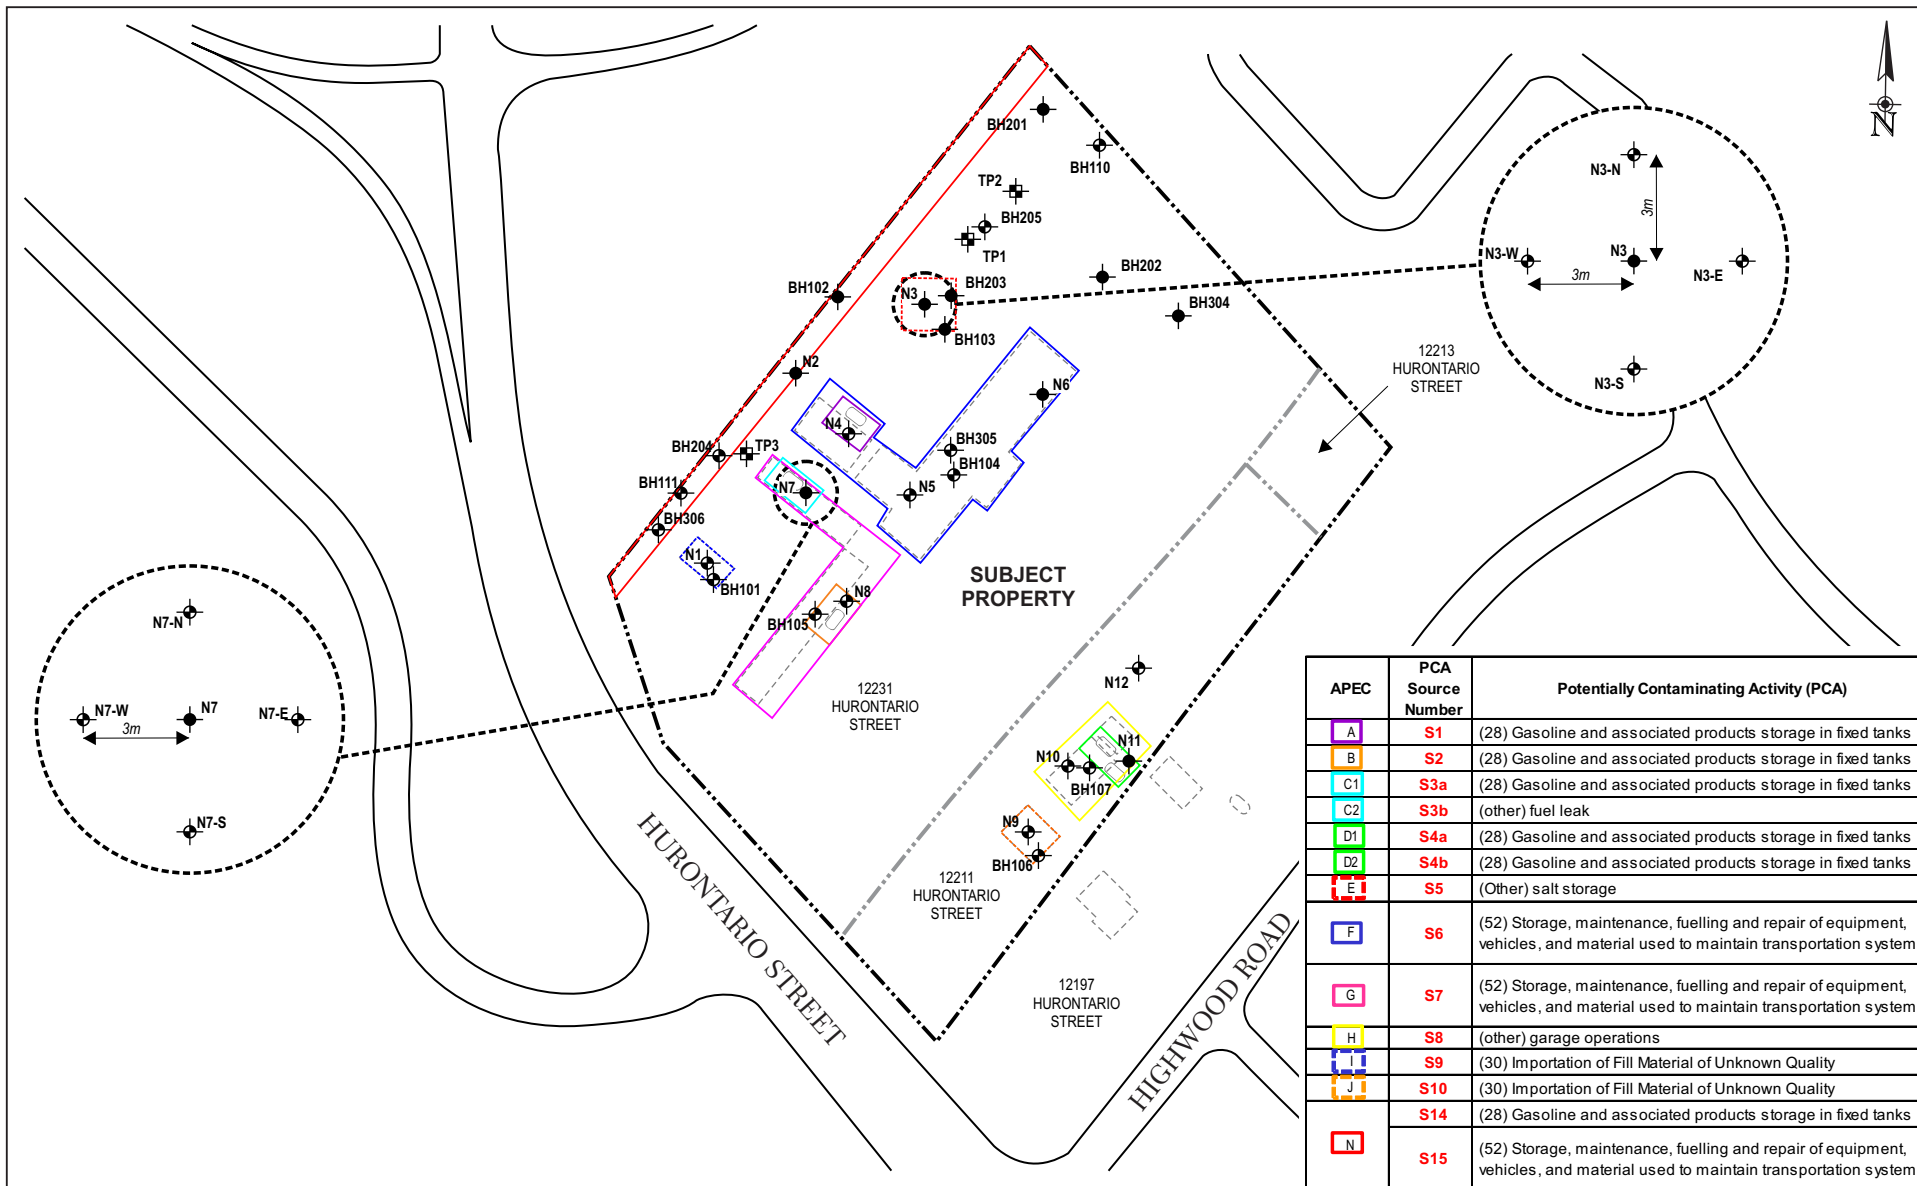 BH201
BH110
TP2
BH205
TP1
BH202
BH203
N3
BH102
BH304
BH103
N2
N6
N4
BH305
BH204
TP3
BH104
N7
N5
BH111
BH306
N1
BH101
N8
BH105
SUBJECT
PROPERTY
12213
HURONTARIO
STREET
12231
HURONTARIO
STREET
N12
N11
N10
BH107
N9
BH106
12211
HURONTARIO
STREET
12197
HURONTARIO
STREET
HURONTARIO STREET
HIGHWOOD ROAD
N
N3-N
3m
N3-W
N3
N3-E
3m
N3-S
N7-N
N7-W
N7
N7-E
3m
N7-S
APEC
PCA
Source
Number
Potentially Contaminating Activity (PCA)
A S1 (28) Gasoline and associated products storage in fixed tanks
B S2 (28) Gasoline and associated products storage in fixed tanks
C1 S3a (28) Gasoline and associated products storage in fixed tanks
C2 S3b (other) fuel leak
D1 S4a (28) Gasoline and associated products storage in fixed tanks
D2 S4b (28) Gasoline and associated products storage in fixed tanks
E S5 (Other) salt storage
F S6 (52) Storage, maintenance, fuelling and repair of equipment,
vehicles, and material used to maintain transportation system
G S7 (52) Storage, maintenance, fuelling and repair of equipment,
vehicles, and material used to maintain transportation system
H S8 (other) garage operations
I S9 (30) Importation of Fill Material of Unknown Quality
J S10 (30) Importation of Fill Material of Unknown Quality
N S14 (28) Gasoline and associated products storage in fixed tanks
S15 (52) Storage, maintenance, fuelling and repair of equipment,
vehicles, and material used to maintain transportation system